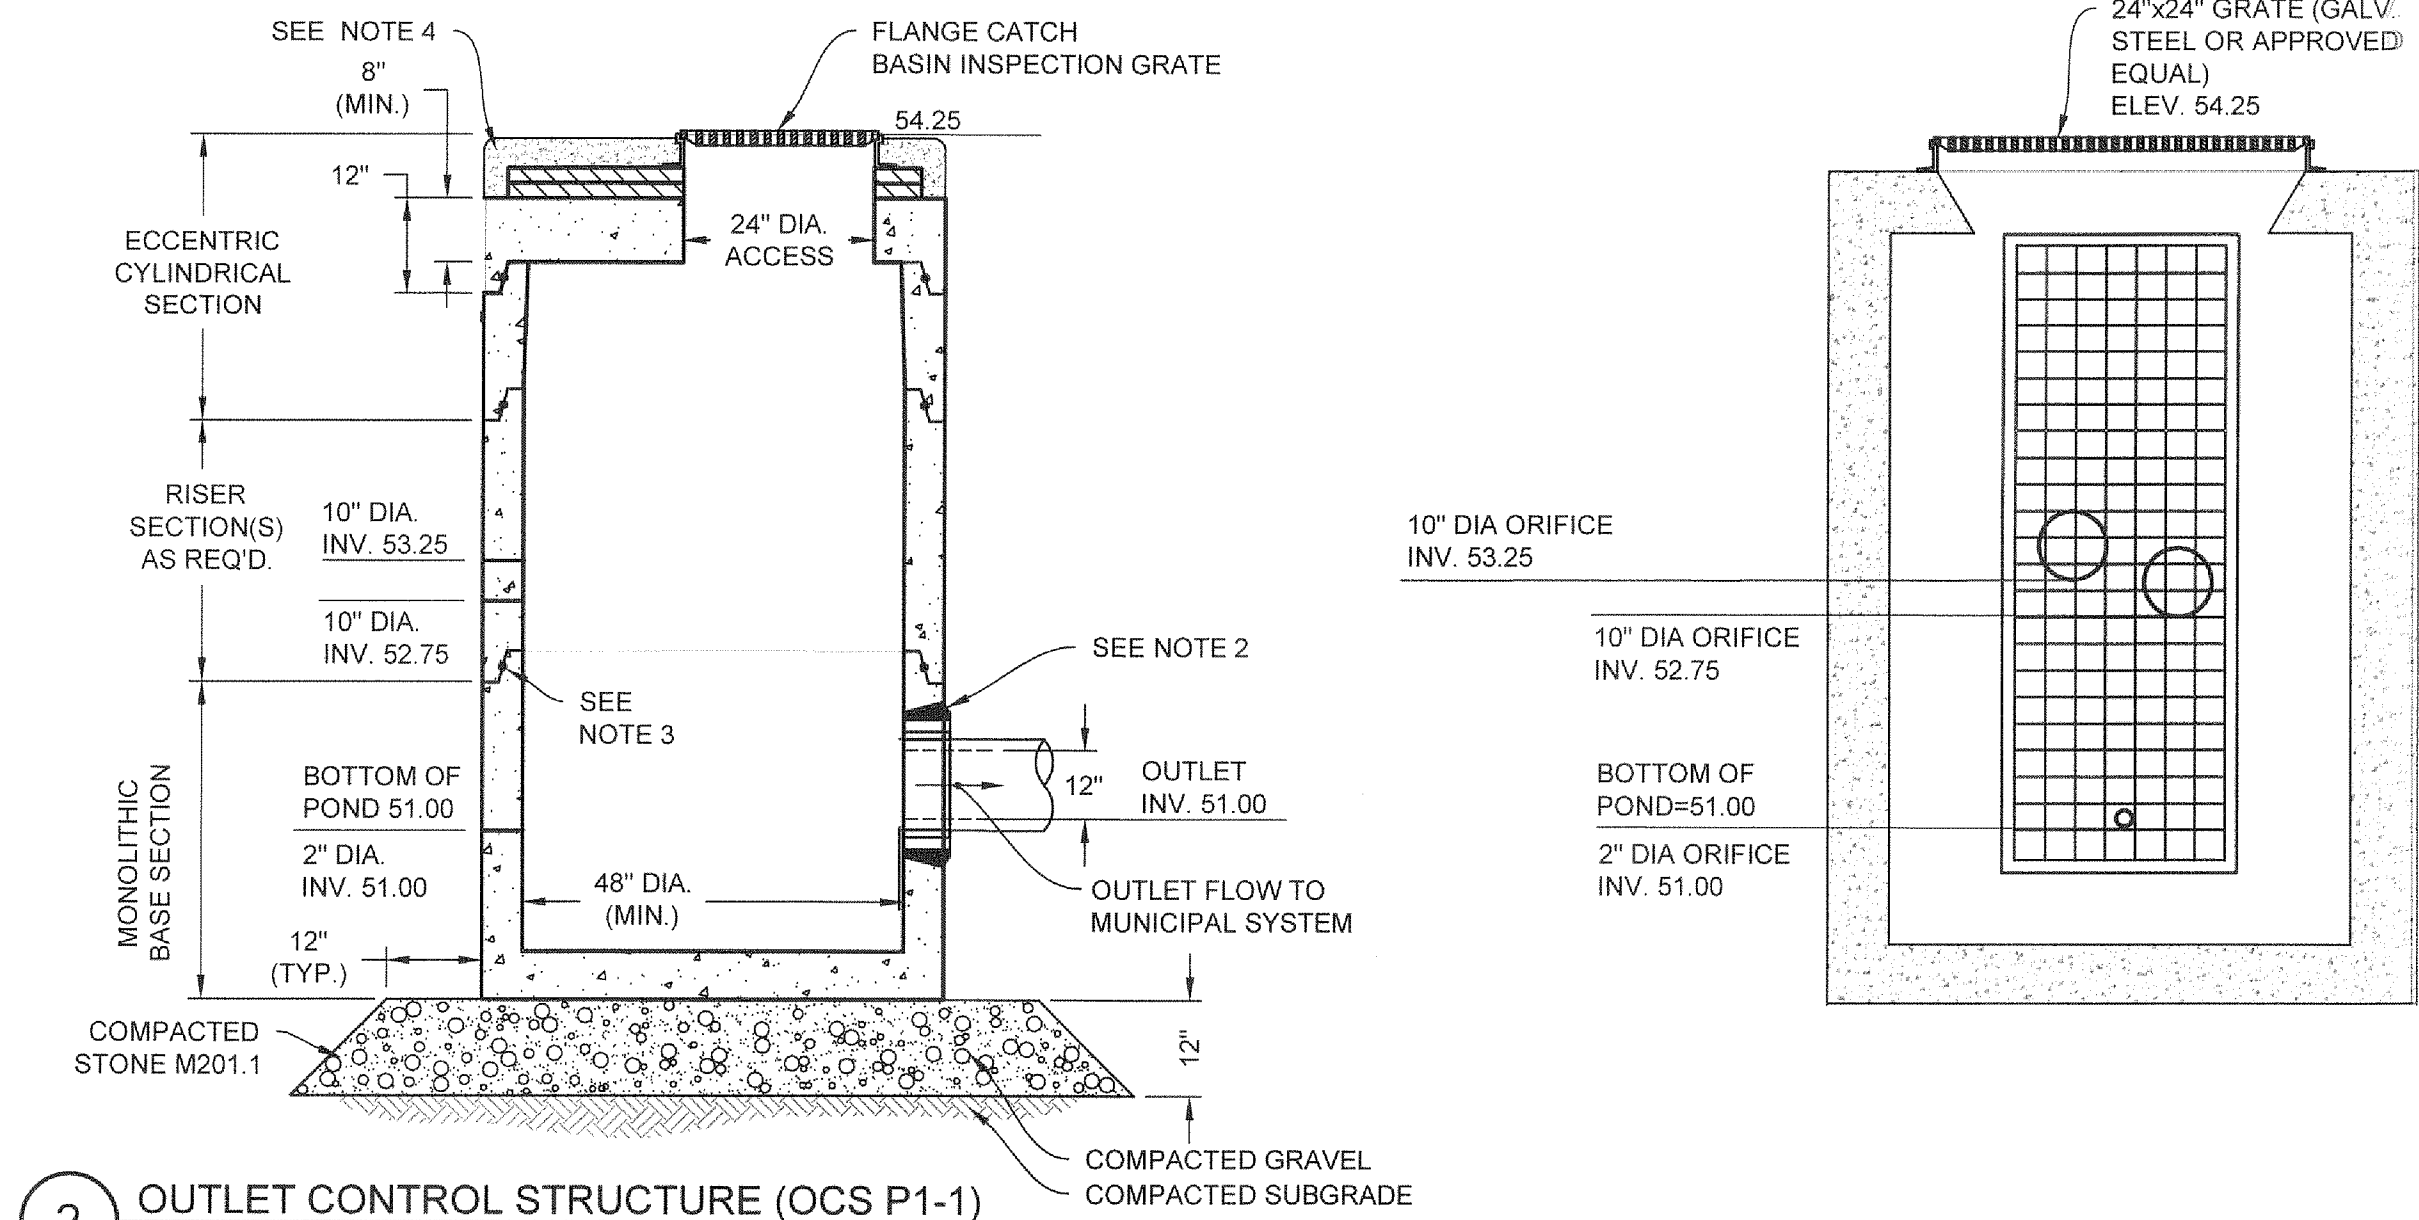 SEE NOTE 4
8"
(MIN.)
12"
FLANGE CATCH
BASIN INSPECTION GRATE
54.25
24" DIA.
ACCESS
ECCENTRIC
CYLINDRICAL
SECTION
RISER
SECTION(S)
AS REQ'D.
10" DIA.
INV. 53.25
10" DIA.
INV. 52.75
SEE
NOTE 3
SEE NOTE 2
MONOLITHIC
BASE SECTION
BOTTOM OF
POND 51.00
2" DIA.
INV. 51.00
12"
OUTLET
INV. 51.00
48" DIA.
(MIN.)
OUTLET FLOW TO
MUNICIPAL SYSTEM
12"
(TYP.)
COMPACTED
STONE M201.1
12"
COMPACTED GRAVEL
COMPACTED SUBGRADE
2
OUTLET CONTROL STRUCTURE (OCS P1-1)
24"x24" GRATE (GALV.
STEEL OR APPROVED
EQUAL)
ELEV. 54.25
10" DIA ORIFICE
INV. 53.25
10" DIA ORIFICE
INV. 52.75
BOTTOM OF
POND=51.00
2" DIA ORIFICE
INV. 51.00